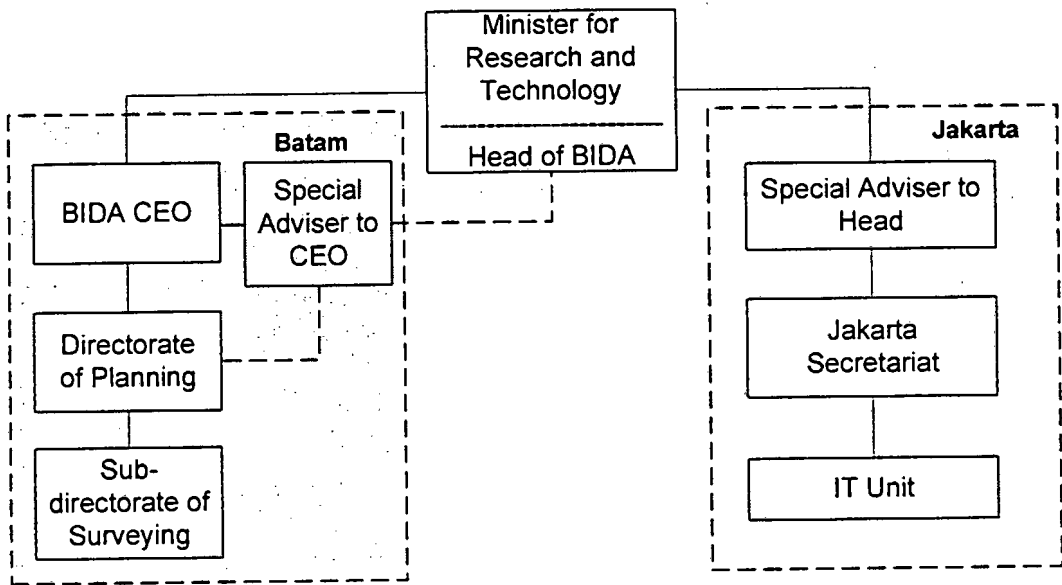 Minister for
Research and
Technology
Head of BIDA
Batam
BIDA CEO
Special
Adviser to
CEO
Directorate
of Planning
Sub-
directorate of
Surveying
Jakarta
Special Adviser to
Head
Jakarta
Secretariat
IT Unit